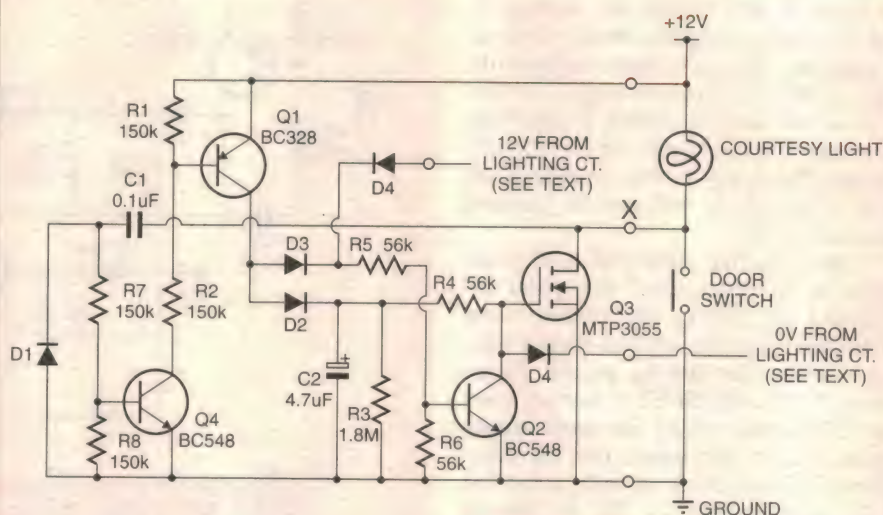 +12V
R1
150k
Q1
BC328
12V FROM
LIGHTING CT.
(SEE TEXT)
COURTESY LIGHT
D4
C1
0.1uF
X
D3
R5 56k
R4 56k
R7
150k
R2
150k
D2
Q3
MTP3055
DOOR
SWITCH
D1
0V FROM
LIGHTING CT.
(SEE TEXT)
D4
+
C2
4.7uF
R3
1.8M
Q4
BC548
R8
150k
R6
56k
Q2
BC548
GROUND